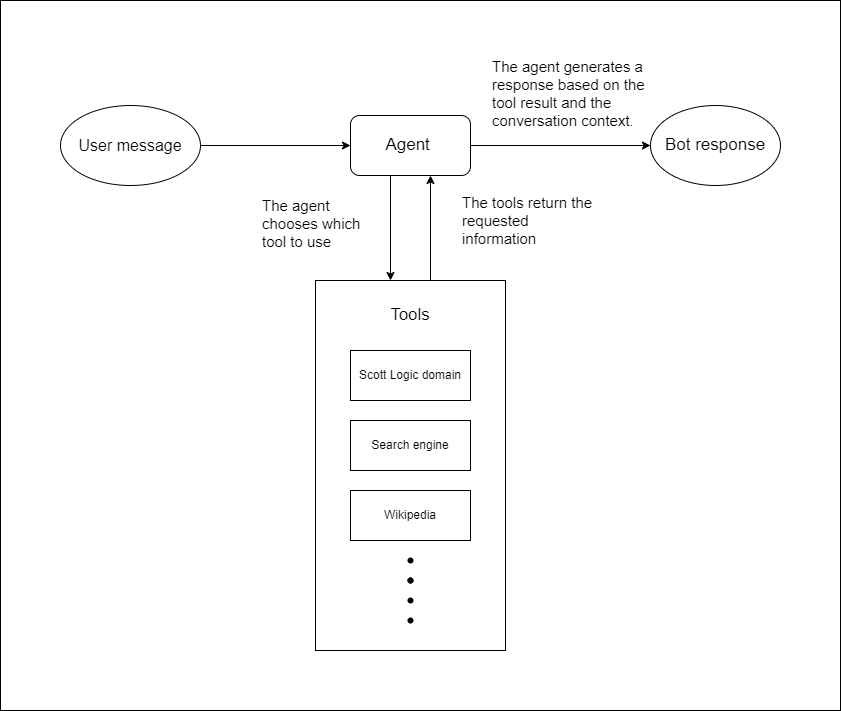 The agent generates a
response based on the
tool result and the
conversation context.
User message
Agent
Bot response
The agent
chooses which
tool to use
The tools return the
requested
information
Tools
Scott Logic domain
Search engine
Wikipedia